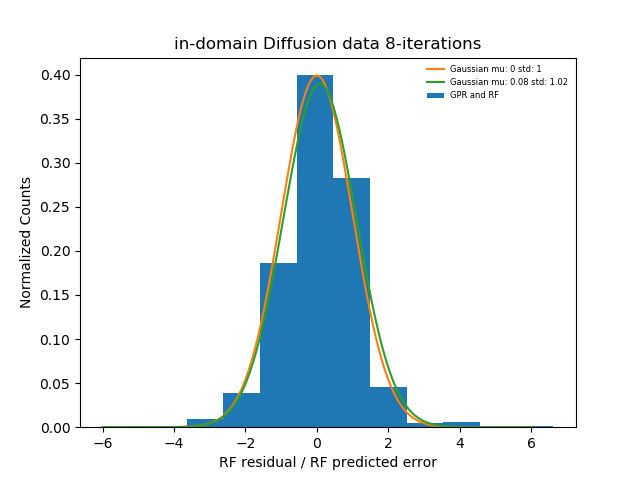 in-domain Diffusion data 8-iterations
Gaussian mu: 0 std: 1
Gaussian mu: 0.08 std: 1.02
GPR and RF
Normalized Counts
0.40
0.35
0.30
0.25
0.20
0.15
0.10
0.05
0.00
−6 −4 −2 0 2 4 6
RF residual / RF predicted error